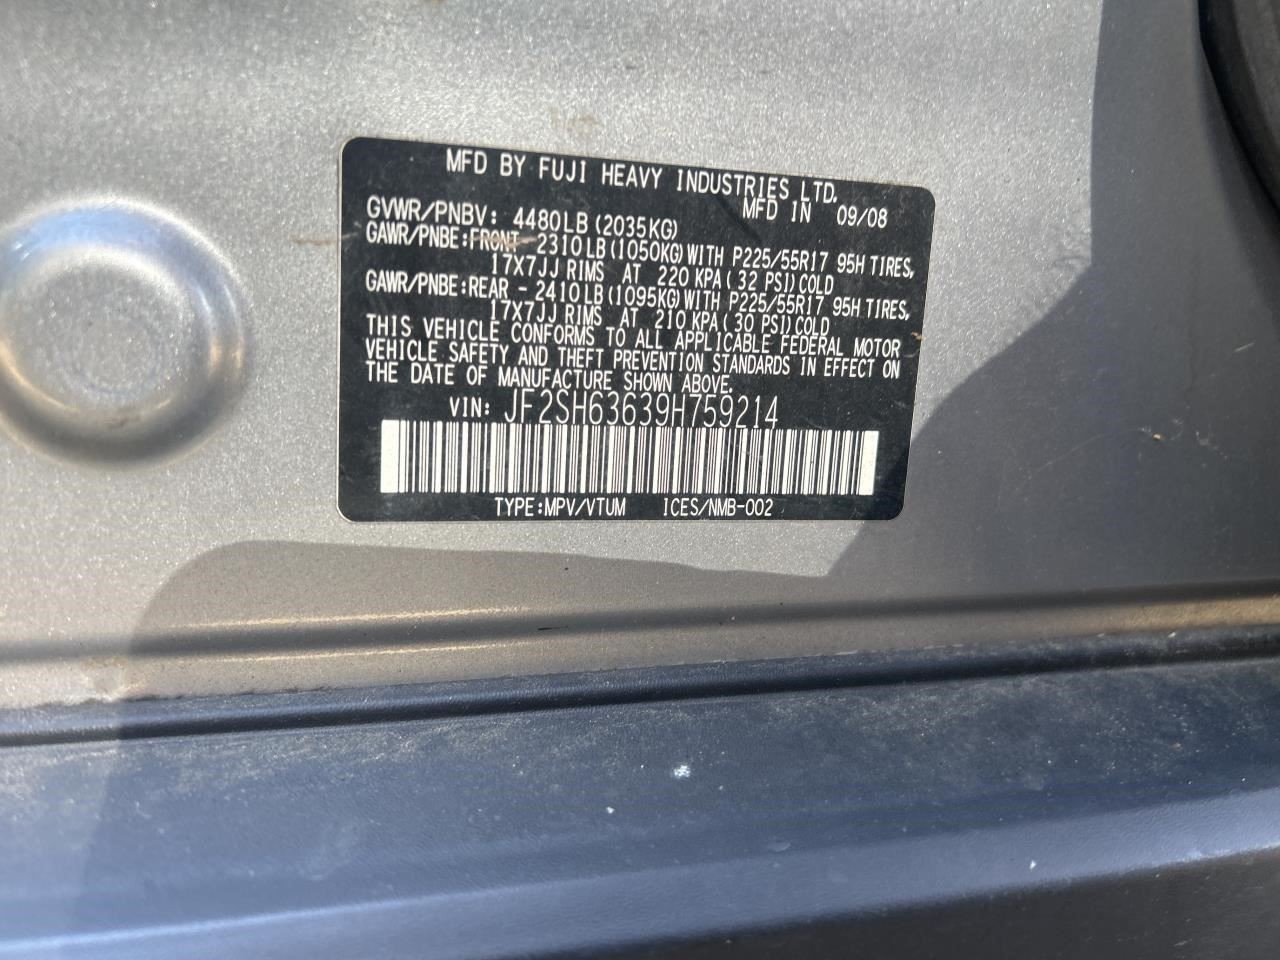 MFD BY FUJI HEAVY INDUSTRIES LTD.
MFD IN 09/08
GVWR/PNBV: 4480LB (2035KG)
GAWR/PNBE:FRONT- 2310LB (1050KG) WITH P225/55R17 95H TIRES,
17X7JJ RIMS AT 220 KPA ( 32 PSI) COLD
GAWR/PNBE:REAR - 2410LB (1095KG) WITH P225/55R17 95H TIRES,
17X7JJ RIMS AT 210 KPA ( 30 PSI) COLD
THIS VEHICLE CONFORMS TO ALL APPLICABLE FEDERAL MOTOR
VEHICLE SAFETY AND THEFT PREVENTION STANDARDS IN EFFECT ON
THE DATE OF MANUFACTURE SHOWN ABOVE.
VIN: JF2SH63639H759214
TYPE:MPV/VTUM ICES/NMB-002